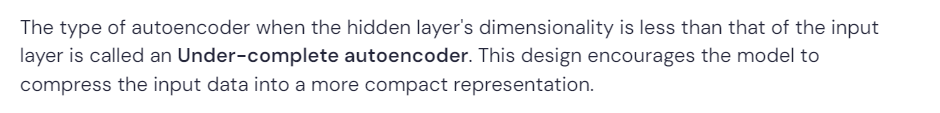 The type of autoencoder when the hidden layer's dimensionality is less than that of the input
layer is called an Under-complete autoencoder. This design encourages the model to
compress the input data into a more compact representation.